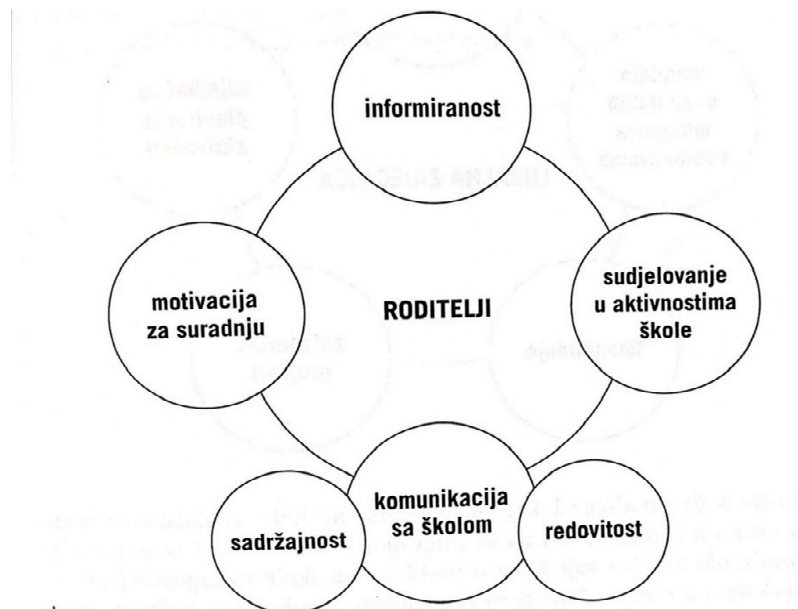 informiranost
motivacija
za suradnju
RODITELJI
sudjelovanje
u aktivnostima
škole
komunikacija
sa školom
sadržajnost
redovitost